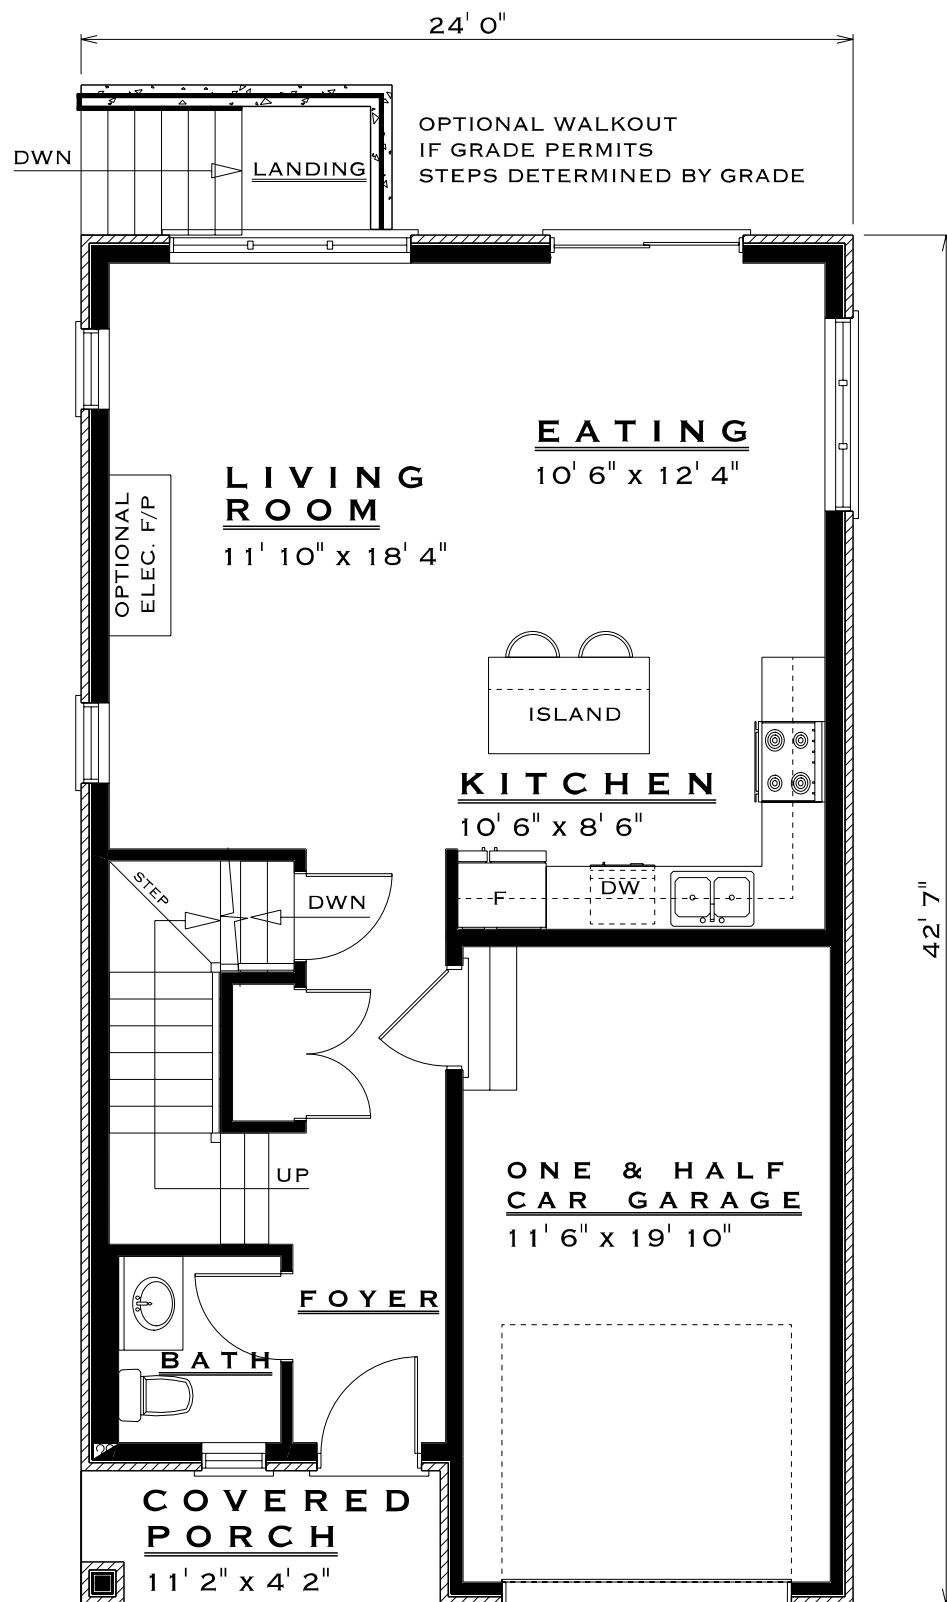 24' 0"
OPTIONAL WALKOUT
IF GRADE PERMITS
STEPS DETERMINED BY GRADE
DWN
LANDING
EATING
10' 6" x 12' 4"
LIVING
ROOM
11' 10" x 18' 4"
OPTIONAL
ELEC. F/P
ISLAND
KITCHEN
10' 6" x 8' 6"
STEP
DWN
F
DW
42' 7"
UP
ONE & HALF
CAR GARAGE
11' 6" x 19' 10"
FOYER
BATH
COVERED
PORCH
11' 2" x 4' 2"